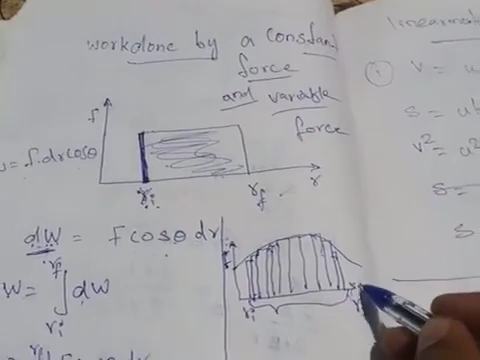 workdone by a constant
force
and variable
force
f
w = f.dr cosθ
ri
rf
r
dW = F cosθ dr
rf
W = ∫ dW
ri
ri
linear
①
v = u
s = ut
v² = u²
s =
s